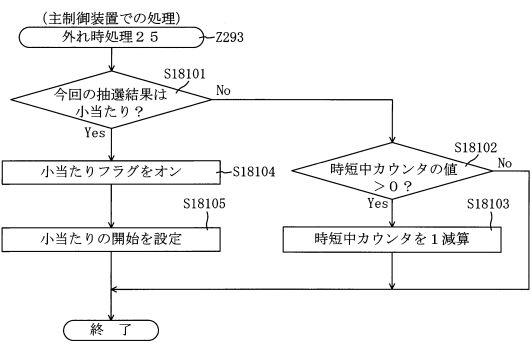 (主制御装置での処理)
外れ時処理25
Z293
S18101
今回の抽選結果は
小当たり?
No
Yes
S18102
時短中カウンタの値
>0?
No
Yes
小当たりフラグをオン
S18104
S18105
小当たりの開始を設定
S18103
時短中カウンタを1減算
終 了